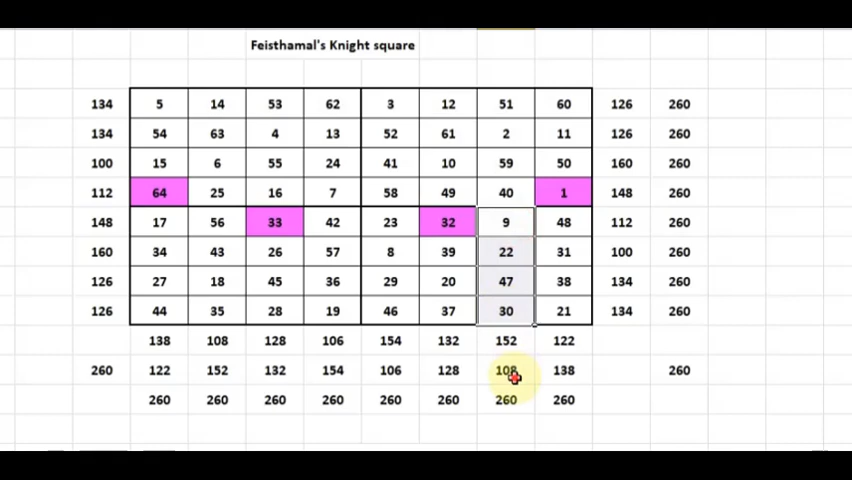 Feisthamal's Knight square
134 5 14 53 62 3 12 51 60 126 260
134 54 63 4 13 52 61 2 11 126 260
100 15 6 55 24 41 10 59 50 160 260
112 64 25 16 7 58 49 40 1 148 260
148 17 56 33 42 23 32 9 48 112 260
160 34 43 26 57 8 39 22 31 100 260
126 27 18 45 36 29 20 47 38 134 260
126 44 35 28 19 46 37 30 21 134 260
138 108 128 106 154 132 152 122
260 122 152 132 154 106 128 108 138 260
260 260 260 260 260 260 260 260